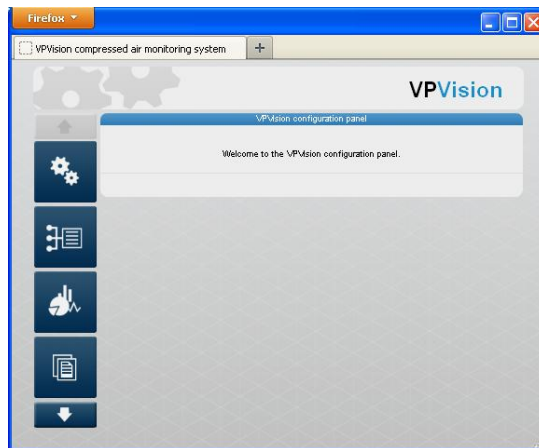 Firefox
VPVision compressed air monitoring system
VPVision
VPVision configuration panel
Welcome to the VPVision configuration panel.